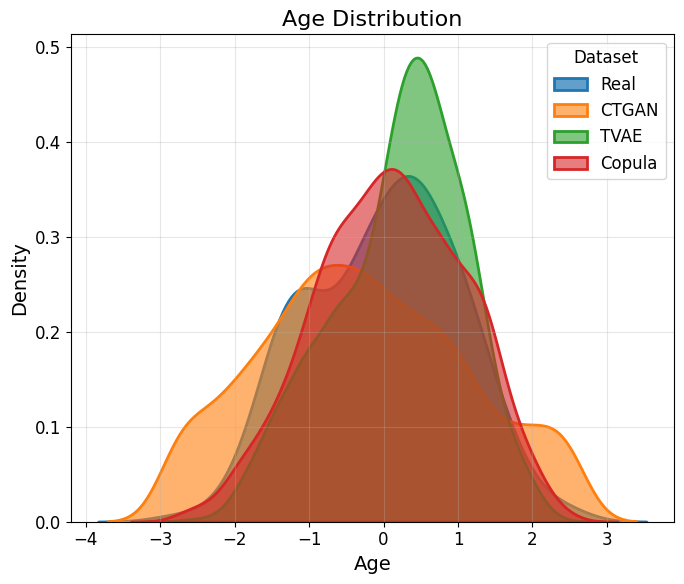 Age Distribution
Dataset
Real
CTGAN
TVAE
Copula
Density
0.5
0.4
0.3
0.2
0.1
0.0
−4 −3 −2 −1 0 1 2 3
Age